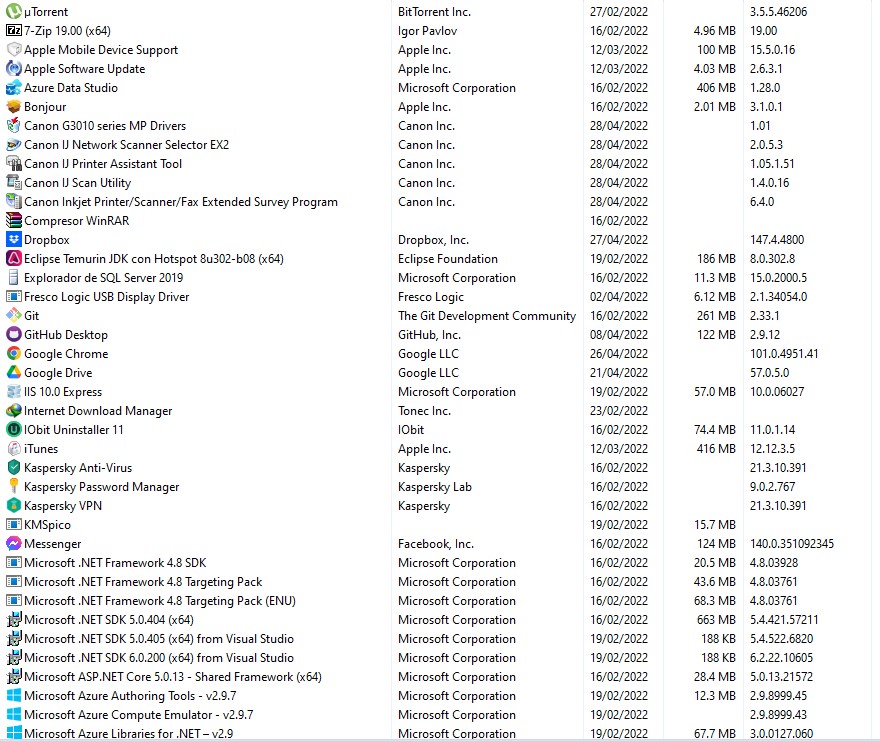 µTorrent BitTorrent Inc. 27/02/2022 3.5.5.46206
7-Zip 19.00 (x64) Igor Pavlov 16/02/2022 4.96 MB 19.00
Apple Mobile Device Support Apple Inc. 12/03/2022 100 MB 15.5.0.16
Apple Software Update Apple Inc. 12/03/2022 4.03 MB 2.6.3.1
Azure Data Studio Microsoft Corporation 16/02/2022 406 MB 1.28.0
Bonjour Apple Inc. 16/02/2022 2.01 MB 3.1.0.1
Canon G3010 series MP Drivers Canon Inc. 28/04/2022 1.01
Canon IJ Network Scanner Selector EX2 Canon Inc. 28/04/2022 2.0.5.3
Canon IJ Printer Assistant Tool Canon Inc. 28/04/2022 1.05.1.51
Canon IJ Scan Utility Canon Inc. 28/04/2022 1.4.0.16
Canon Inkjet Printer/Scanner/Fax Extended Survey Program Canon Inc. 28/04/2022 6.4.0
Compresor WinRAR 16/02/2022
Dropbox Dropbox, Inc. 27/04/2022 147.4.4800
Eclipse Temurin JDK con Hotspot 8u302-b08 (x64) Eclipse Foundation 19/02/2022 186 MB 8.0.302.8
Explorador de SQL Server 2019 Microsoft Corporation 16/02/2022 11.3 MB 15.0.2000.5
Fresco Logic USB Display Driver Fresco Logic 02/04/2022 6.12 MB 2.1.34054.0
Git The Git Development Community 16/02/2022 261 MB 2.33.1
GitHub Desktop GitHub, Inc. 08/04/2022 122 MB 2.9.12
Google Chrome Google LLC 26/04/2022 101.0.4951.41
Google Drive Google LLC 21/04/2022 57.0.5.0
IIS 10.0 Express Microsoft Corporation 19/02/2022 57.0 MB 10.0.06027
Internet Download Manager Tonec Inc. 23/02/2022
IObit Uninstaller 11 IObit 16/02/2022 74.4 MB 11.0.1.14
iTunes Apple Inc. 12/03/2022 416 MB 12.12.3.5
Kaspersky Anti-Virus Kaspersky 16/02/2022 21.3.10.391
Kaspersky Password Manager Kaspersky Lab 16/02/2022 9.0.2.767
Kaspersky VPN Kaspersky 16/02/2022 21.3.10.391
KMSpico 19/02/2022 15.7 MB
Messenger Facebook, Inc. 16/02/2022 124 MB 140.0.351092345
Microsoft .NET Framework 4.8 SDK Microsoft Corporation 16/02/2022 20.5 MB 4.8.03928
Microsoft .NET Framework 4.8 Targeting Pack Microsoft Corporation 16/02/2022 43.6 MB 4.8.03761
Microsoft .NET Framework 4.8 Targeting Pack (ENU) Microsoft Corporation 16/02/2022 68.3 MB 4.8.03761
Microsoft .NET SDK 5.0.404 (x64) Microsoft Corporation 16/02/2022 663 MB 5.4.421.57211
Microsoft .NET SDK 5.0.405 (x64) from Visual Studio Microsoft Corporation 19/02/2022 188 KB 5.4.522.6820
Microsoft .NET SDK 6.0.200 (x64) from Visual Studio Microsoft Corporation 19/02/2022 188 KB 6.2.22.10605
Microsoft ASP.NET Core 5.0.13 - Shared Framework (x64) Microsoft Corporation 16/02/2022 28.4 MB 5.0.13.21572
Microsoft Azure Authoring Tools - v2.9.7 Microsoft Corporation 19/02/2022 12.3 MB 2.9.8999.45
Microsoft Azure Compute Emulator - v2.9.7 Microsoft Corporation 19/02/2022 2.9.8999.43
Microsoft Azure Libraries for .NET – v2.9 Microsoft Corporation 19/02/2022 67.7 MB 3.0.0127.060